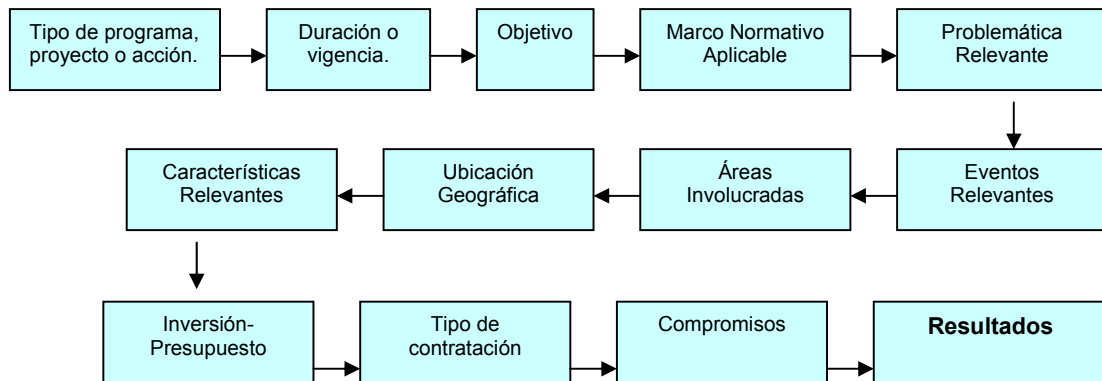 Tipo de programa,
proyecto o acción.
Duración o
vigencia.
Objetivo
Marco Normativo
Aplicable
Problemática
Relevante
Características
Relevantes
Ubicación
Geográfica
Áreas
Involucradas
Eventos
Relevantes
Inversión-
Presupuesto
Tipo de
contratación
Compromisos
Resultados